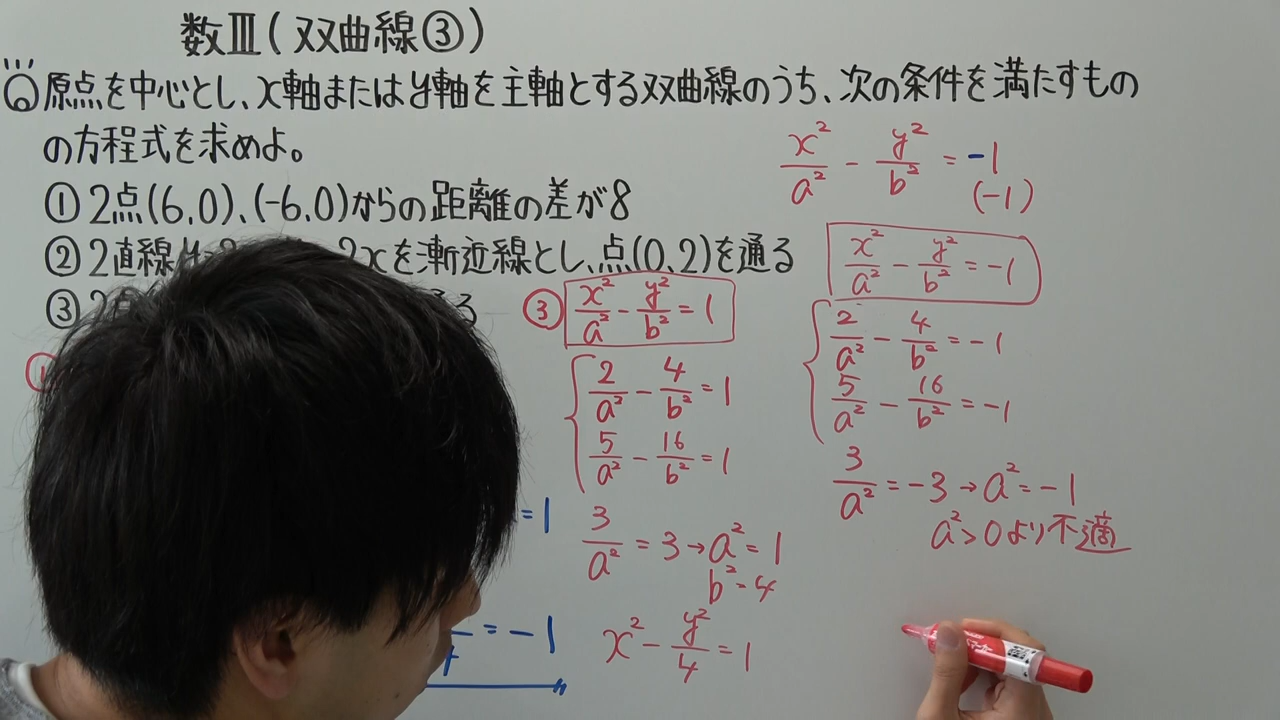 数Ⅲ(双曲線③)
Q 原点を中心とし、x軸またはy軸を主軸とする双曲線のうち、次の条件を満たすもの
の方程式を求めよ。
① 2点(6,0)、(-6,0)からの距離の差が8
② 2直線 2xを漸近線とし、点(0,2)を通る
③ 2 る
①
= 1
= -1
③ x²/a² - y²/b² = 1
2/a² - 4/b² = 1
5/a² - 16/b² = 1
3/a² = 3 → a² = 1
b² = 4
x² - y²/4 = 1
x²/a² - y²/b² = -1
(-1)
x²/a² - y²/b² = -1
2/a² - 4/b² = -1
5/a² - 16/b² = -1
3/a² = -3 → a² = -1
a²>0より不適